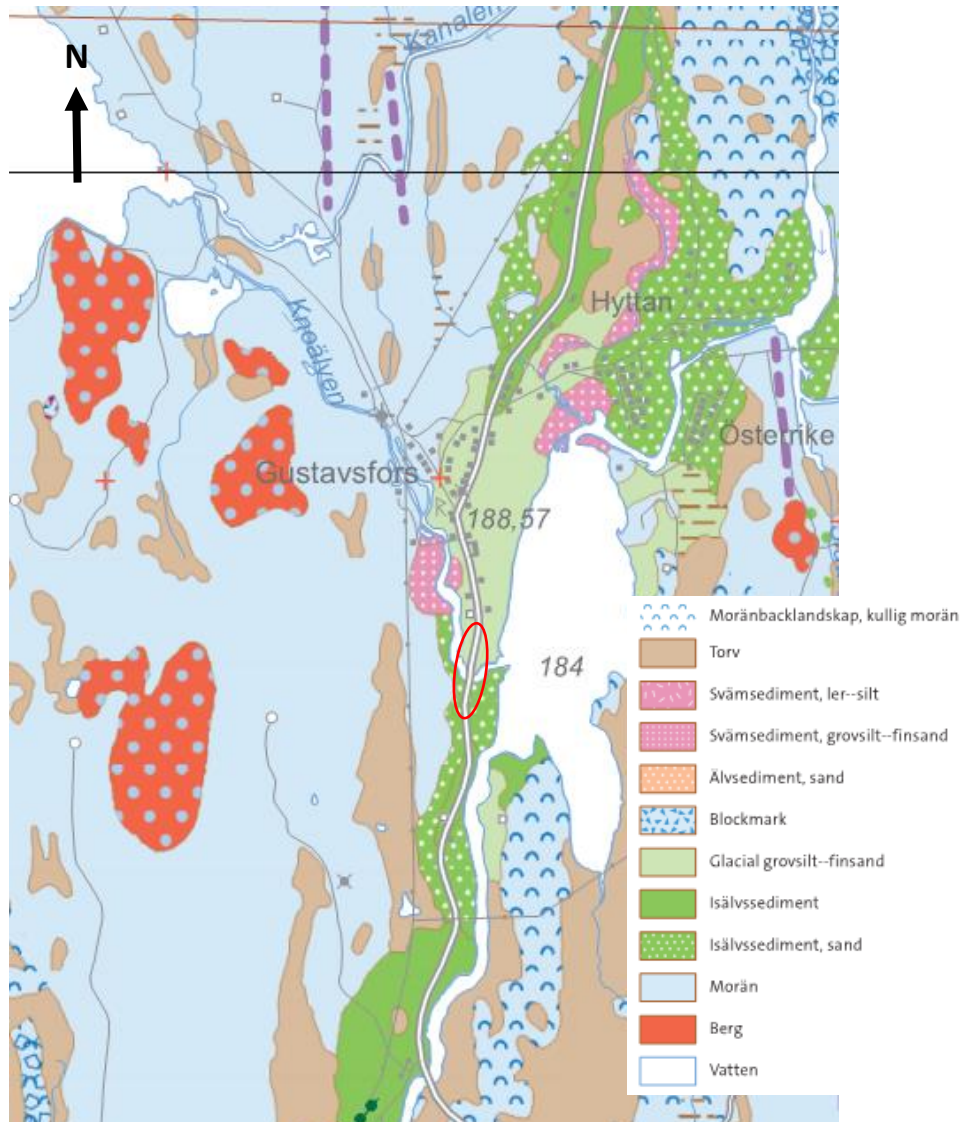 Kanalen
N
Hyttan
Knoälven
Österrike
Gustavsfors
188,57
184
Moränbacklandskap, kullig morän
Torv
Svämsediment, ler--silt
Svämsediment, grovsilt--finsand
Älvsediment, sand
Blockmark
Glacial grovsilt--finsand
Isälvssediment
Isälvssediment, sand
Morän
Berg
Vatten